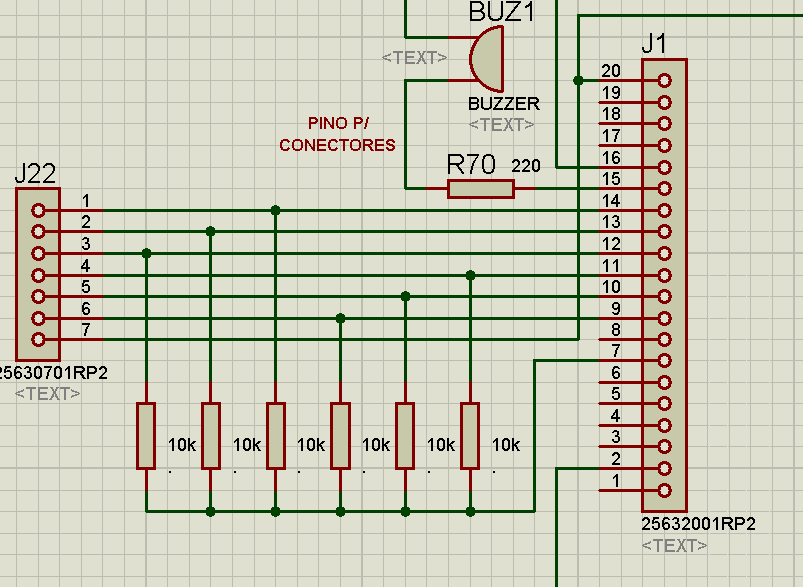 BUZ1
<TEXT>
BUZZER
<TEXT>
PINO P/
CONECTORES
R70
220
J22
1
2
3
4
5
6
7
25630701RP2
<TEXT>
10k
10k
10k
10k
10k
10k
J1
20
19
18
17
16
15
14
13
12
11
10
9
8
7
6
5
4
3
2
1
25632001RP2
<TEXT>